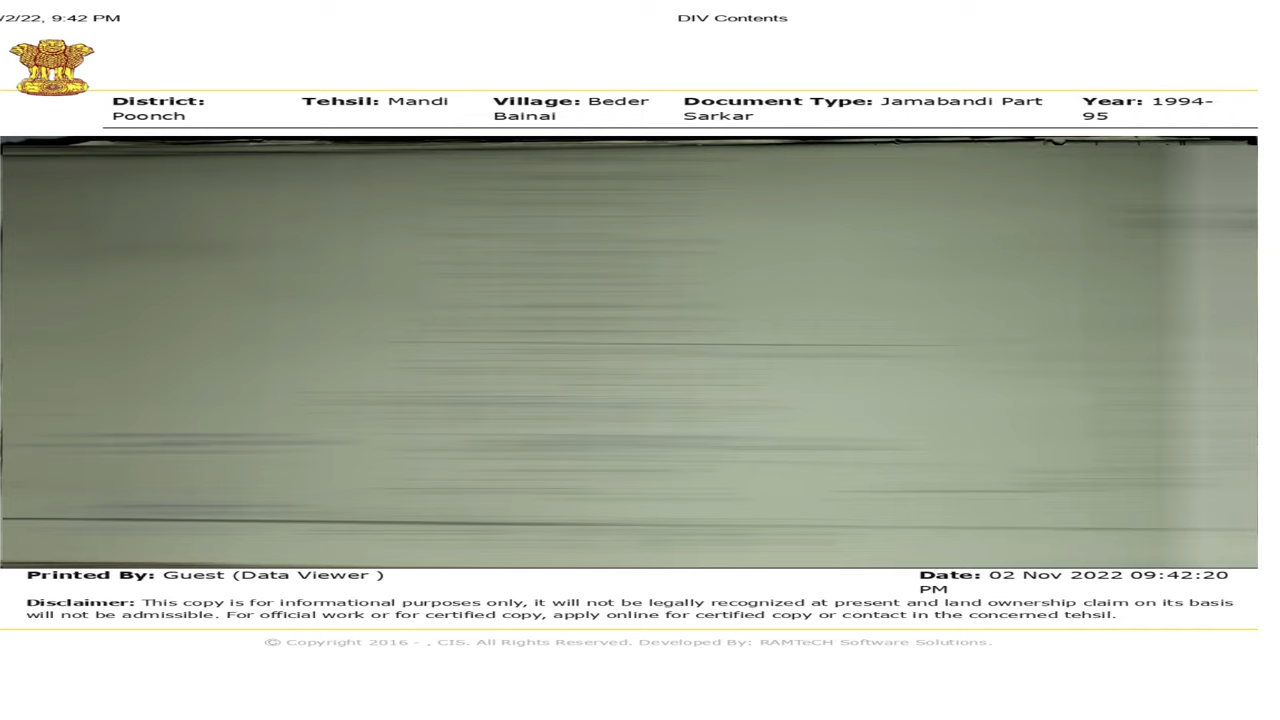 /2/22, 9:42 PM DIV Contents
District: Tehsil: Mandi Village: Beder Document Type: Jamabandi Part Year: 1994-
Poonch Bainai Sarkar 95
Printed By: Guest (Data Viewer ) Date: 02 Nov 2022 09:42:20
PM
Disclaimer: This copy is for informational purposes only, it will not be legally recognized at present and land ownership claim on its basis
will not be admissible. For official work or for certified copy, apply online for certified copy or contact in the concerned tehsil.
© Copyright 2016 - , CIS. All Rights Reserved. Developed By: RAMTeCH Software Solutions.